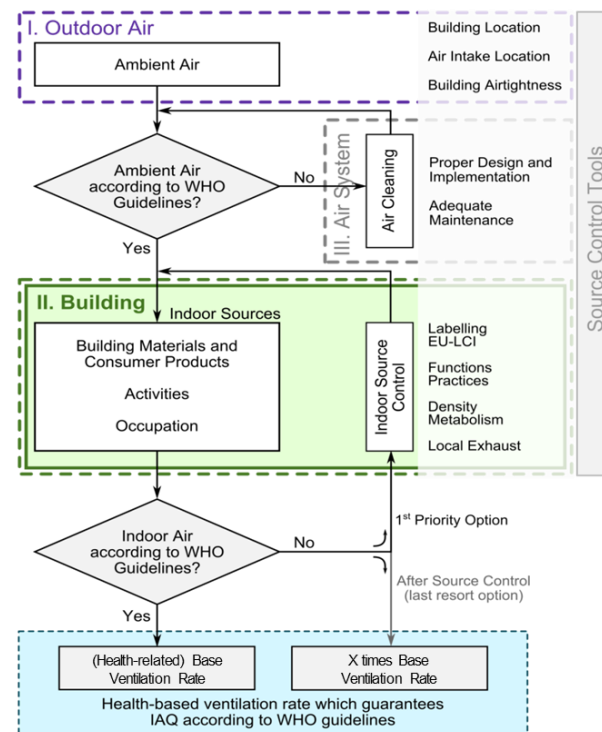 I. Outdoor Air
Ambient Air
Building Location
Air Intake Location
Building Airtightness
Source Control Tools
Ambient Air
according to WHO
Guidelines?
No
Yes
III. Air System
Air Cleaning
Proper Design and
Implementation
Adequate
Maintenance
II. Building
Indoor Sources
Building Materials and
Consumer Products
Activities
Occupation
Indoor Source
Control
Labelling
EU-LCI
Functions
Practices
Density
Metabolism
Local Exhaust
Indoor Air
according to WHO
Guidelines?
No
Yes
1st Priority Option
After Source Control
(last resort option)
(Health-related) Base
Ventilation Rate
X times Base
Ventilation Rate
Health-based ventilation rate which guarantees
IAQ according to WHO guidelines